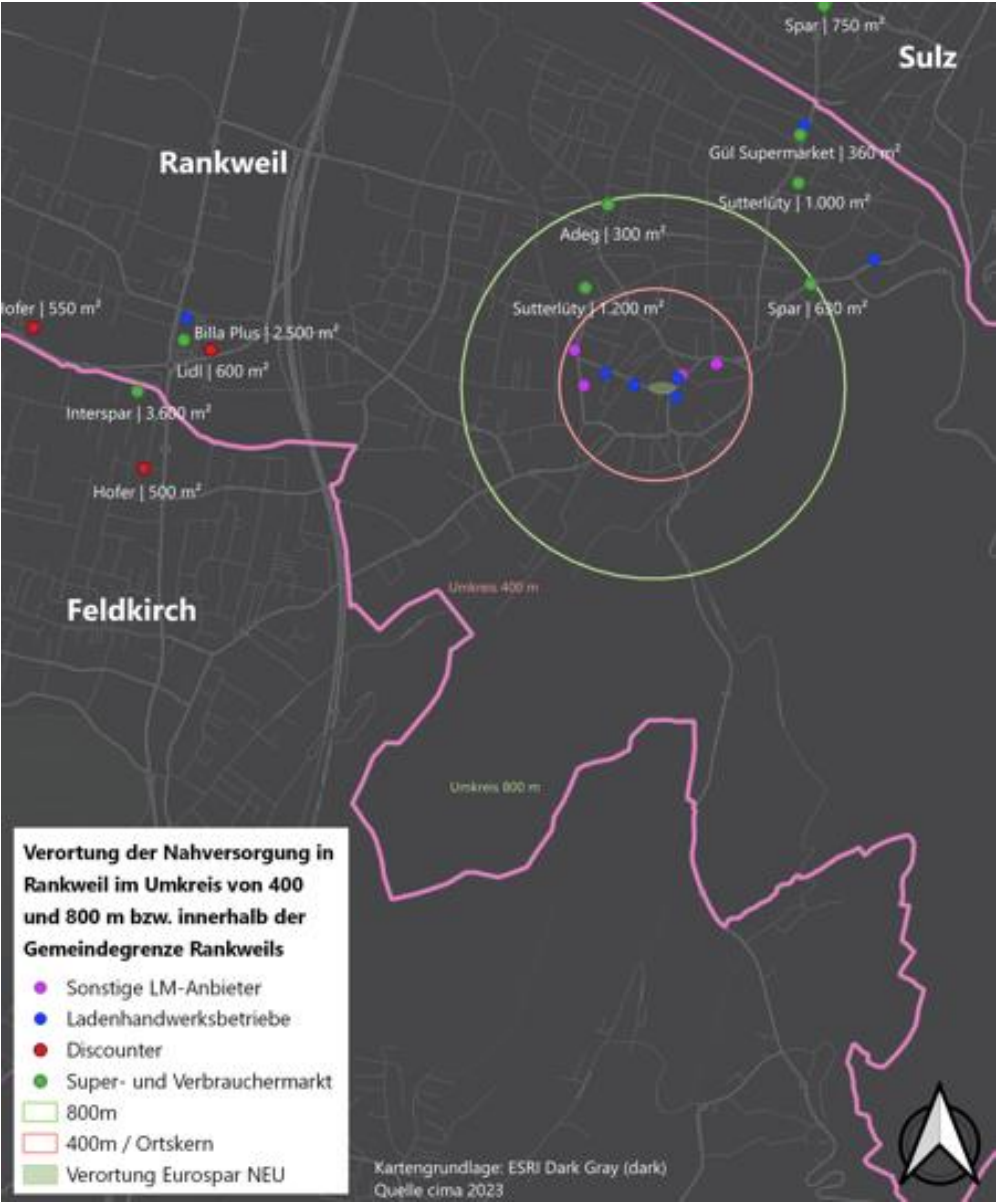 Spar | 750 m²
Sulz
Rankweil
Gül Supermarket | 360 m²
Sutterlüty | 1.000 m²
Adeg | 300 m²
Sutterlüty | 1.200 m²
Spar | 630 m²
Hofer | 550 m²
Billa Plus | 2.500 m²
Lidl | 600 m²
Interspar | 3.600 m²
Hofer | 500 m²
Feldkirch
Umkreis 400 m
Umkreis 800 m
Verortung der Nahversorgung in
Rankweil im Umkreis von 400
und 800 m bzw. innerhalb der
Gemeindegrenze Rankweils
Sonstige LM-Anbieter
Ladenhandwerksbetriebe
Discounter
Super- und Verbrauchermarkt
800m
400m / Ortskern
Verortung Eurospar NEU
Kartengrundlage: ESRI Dark Gray (dark)
Quelle cima 2023